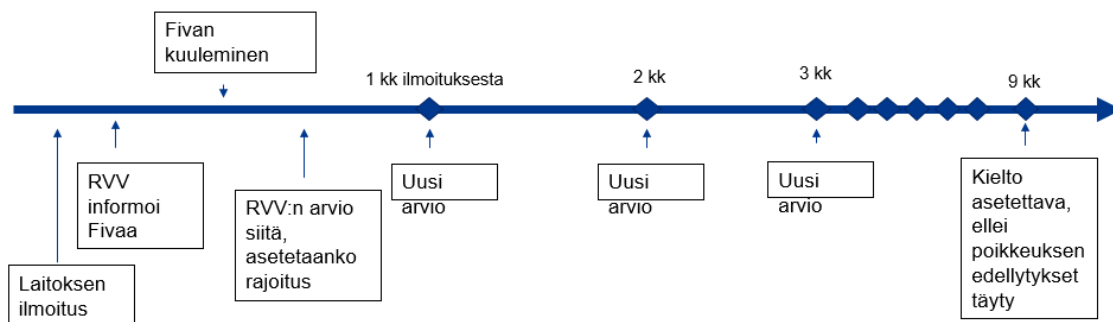 Fivan
kuuleminen
1 kk ilmoituksesta
2 kk
3 kk
9 kk
Laitoksen
ilmoitus
RVV
informoi
Fivaa
RVV:n arvio
siitä,
asetetaanko
rajoitus
Uusi
arvio
Uusi
arvio
Uusi
arvio
Kielto
asetettava,
ellei
poikkeuksen
edellytykset
täyty